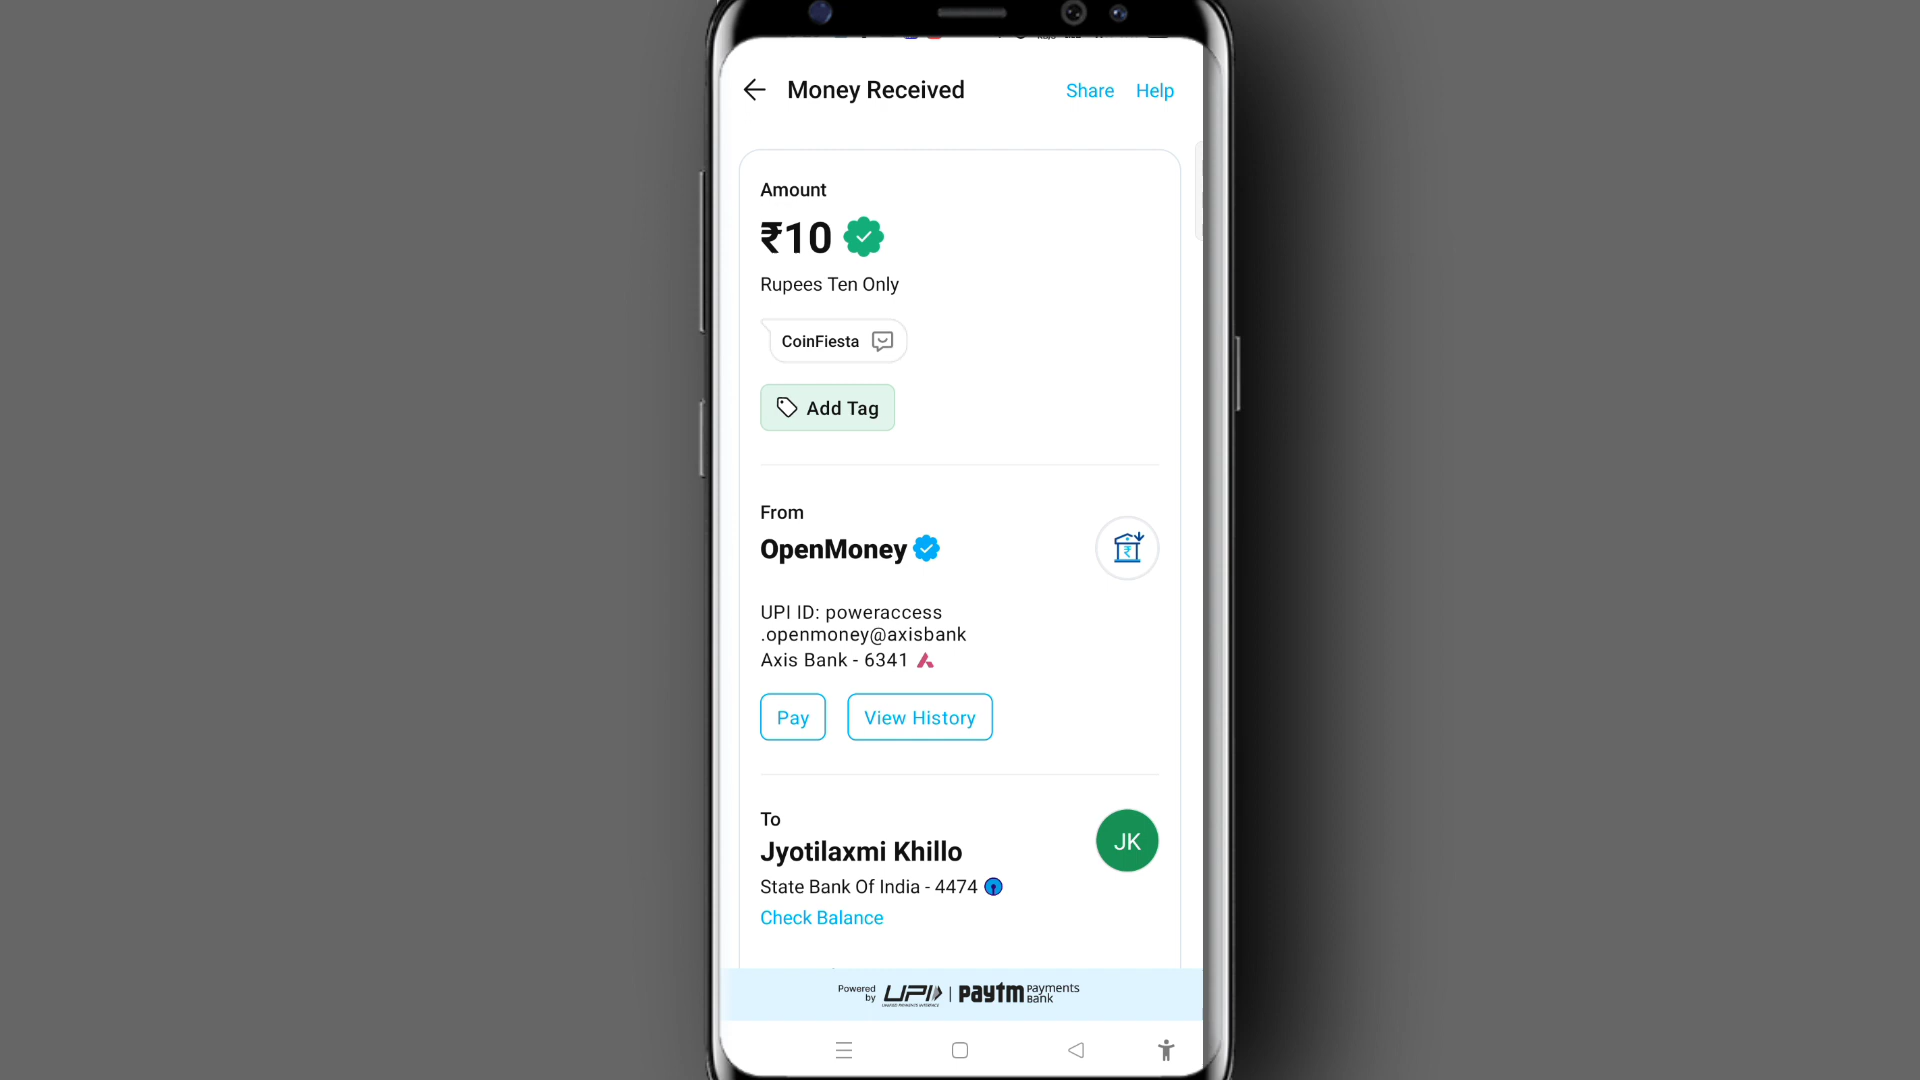 Money Received
Share Help
Amount
₹10
Rupees Ten Only
CoinFiesta
Add Tag
From
OpenMoney
₹
UPI ID: poweraccess
.openmoney@axisbank
Axis Bank - 6341
Pay
View History
To
Jyotilaxmi Khillo
JK
State Bank Of India - 4474
Check Balance
Powered by UPI | paytm Payments Bank